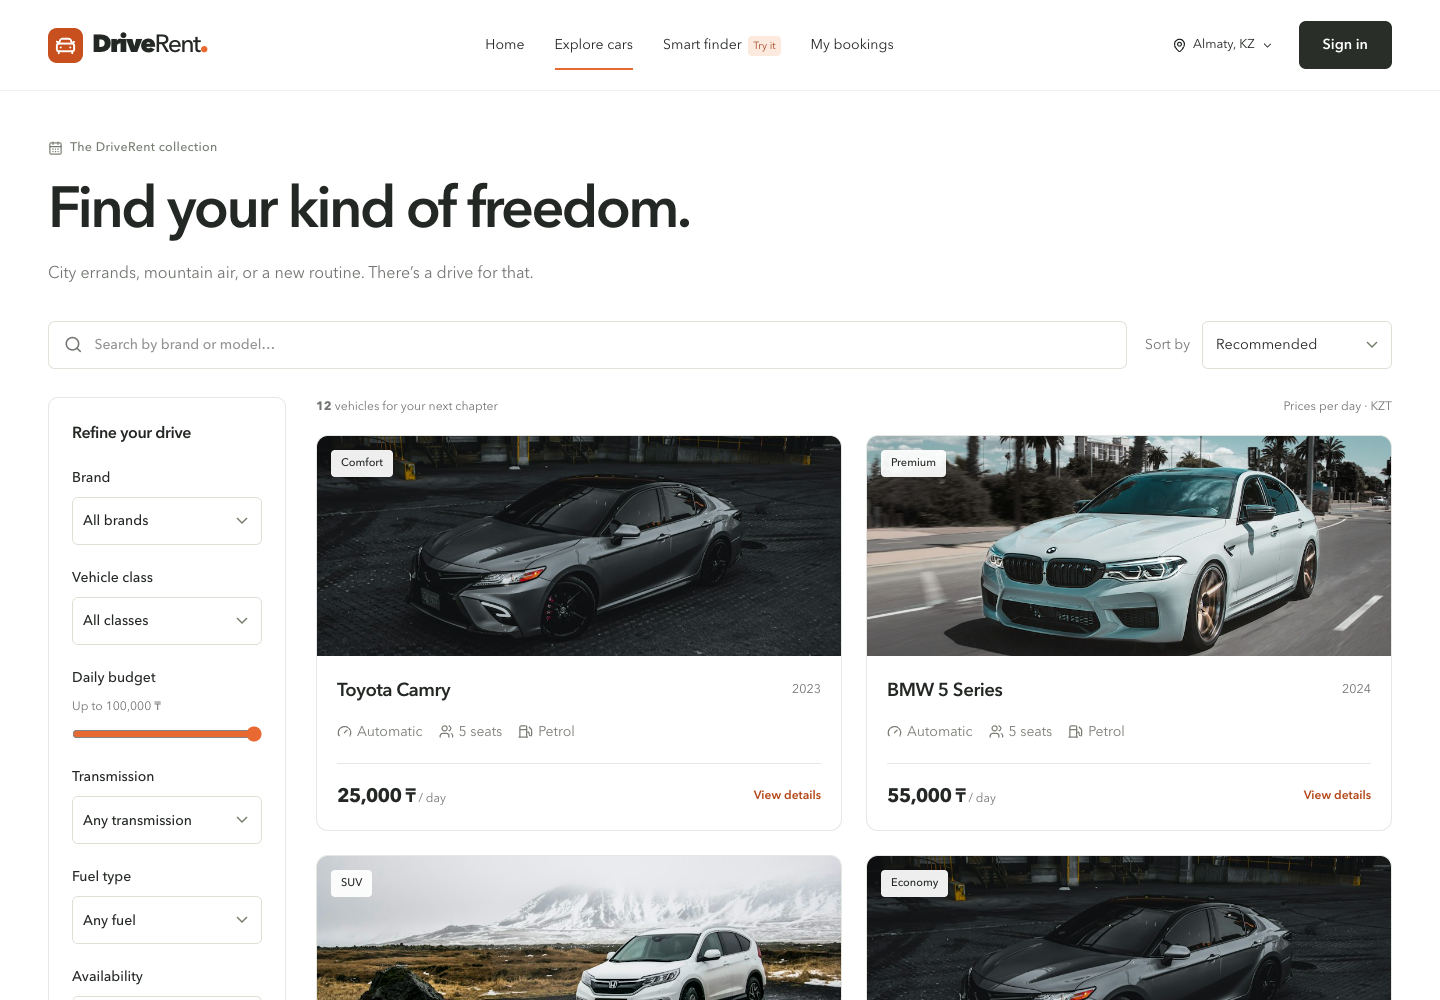 DriveRent.
Home
Explore cars
Smart finder Try it
My bookings
Almaty, KZ
Sign in
The DriveRent collection
Find your kind of freedom.
City errands, mountain air, or a new routine. There’s a drive for that.
Search by brand or model…
Sort by
Recommended
Refine your drive
Brand
All brands
Vehicle class
All classes
Daily budget
Up to 100,000 ₸
Transmission
Any transmission
Fuel type
Any fuel
Availability
12 vehicles for your next chapter
Prices per day · KZT
Comfort
Toyota Camry
2023
Automatic
5 seats
Petrol
25,000 ₸ / day
View details
Premium
BMW 5 Series
2024
Automatic
5 seats
Petrol
55,000 ₸ / day
View details
SUV
Economy